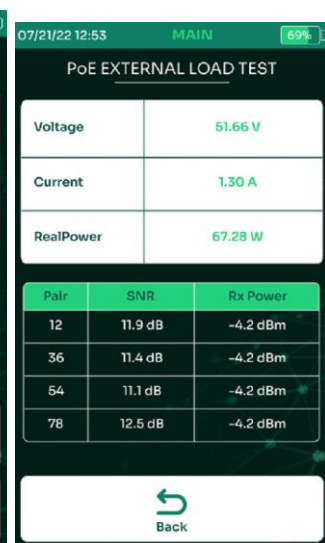 07/21/22 12:53 MAIN 69%
PoE EXTERNAL LOAD TEST
Voltage 51.66 V
Current 1.30 A
RealPower 67.28 W
Pair SNR Rx Power
12 11.9 dB -4.2 dBm
36 11.4 dB -4.2 dBm
54 11.1 dB -4.2 dBm
78 12.5 dB -4.2 dBm
Back